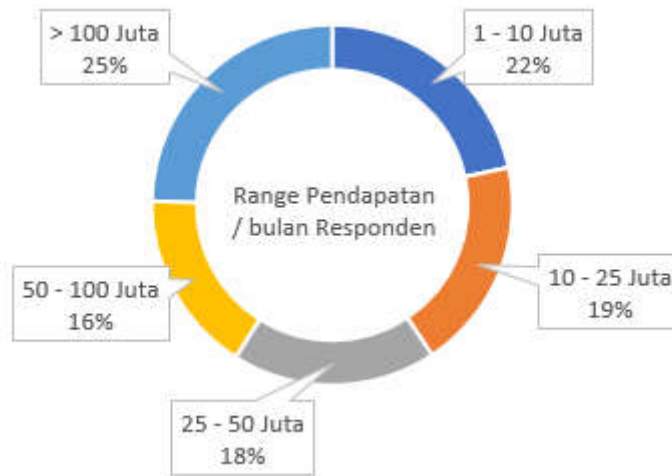 > 100 Juta
25%
1 - 10 Juta
22%
Range Pendapatan
/ bulan Responden
50 - 100 Juta
16%
10 - 25 Juta
19%
25 - 50 Juta
18%